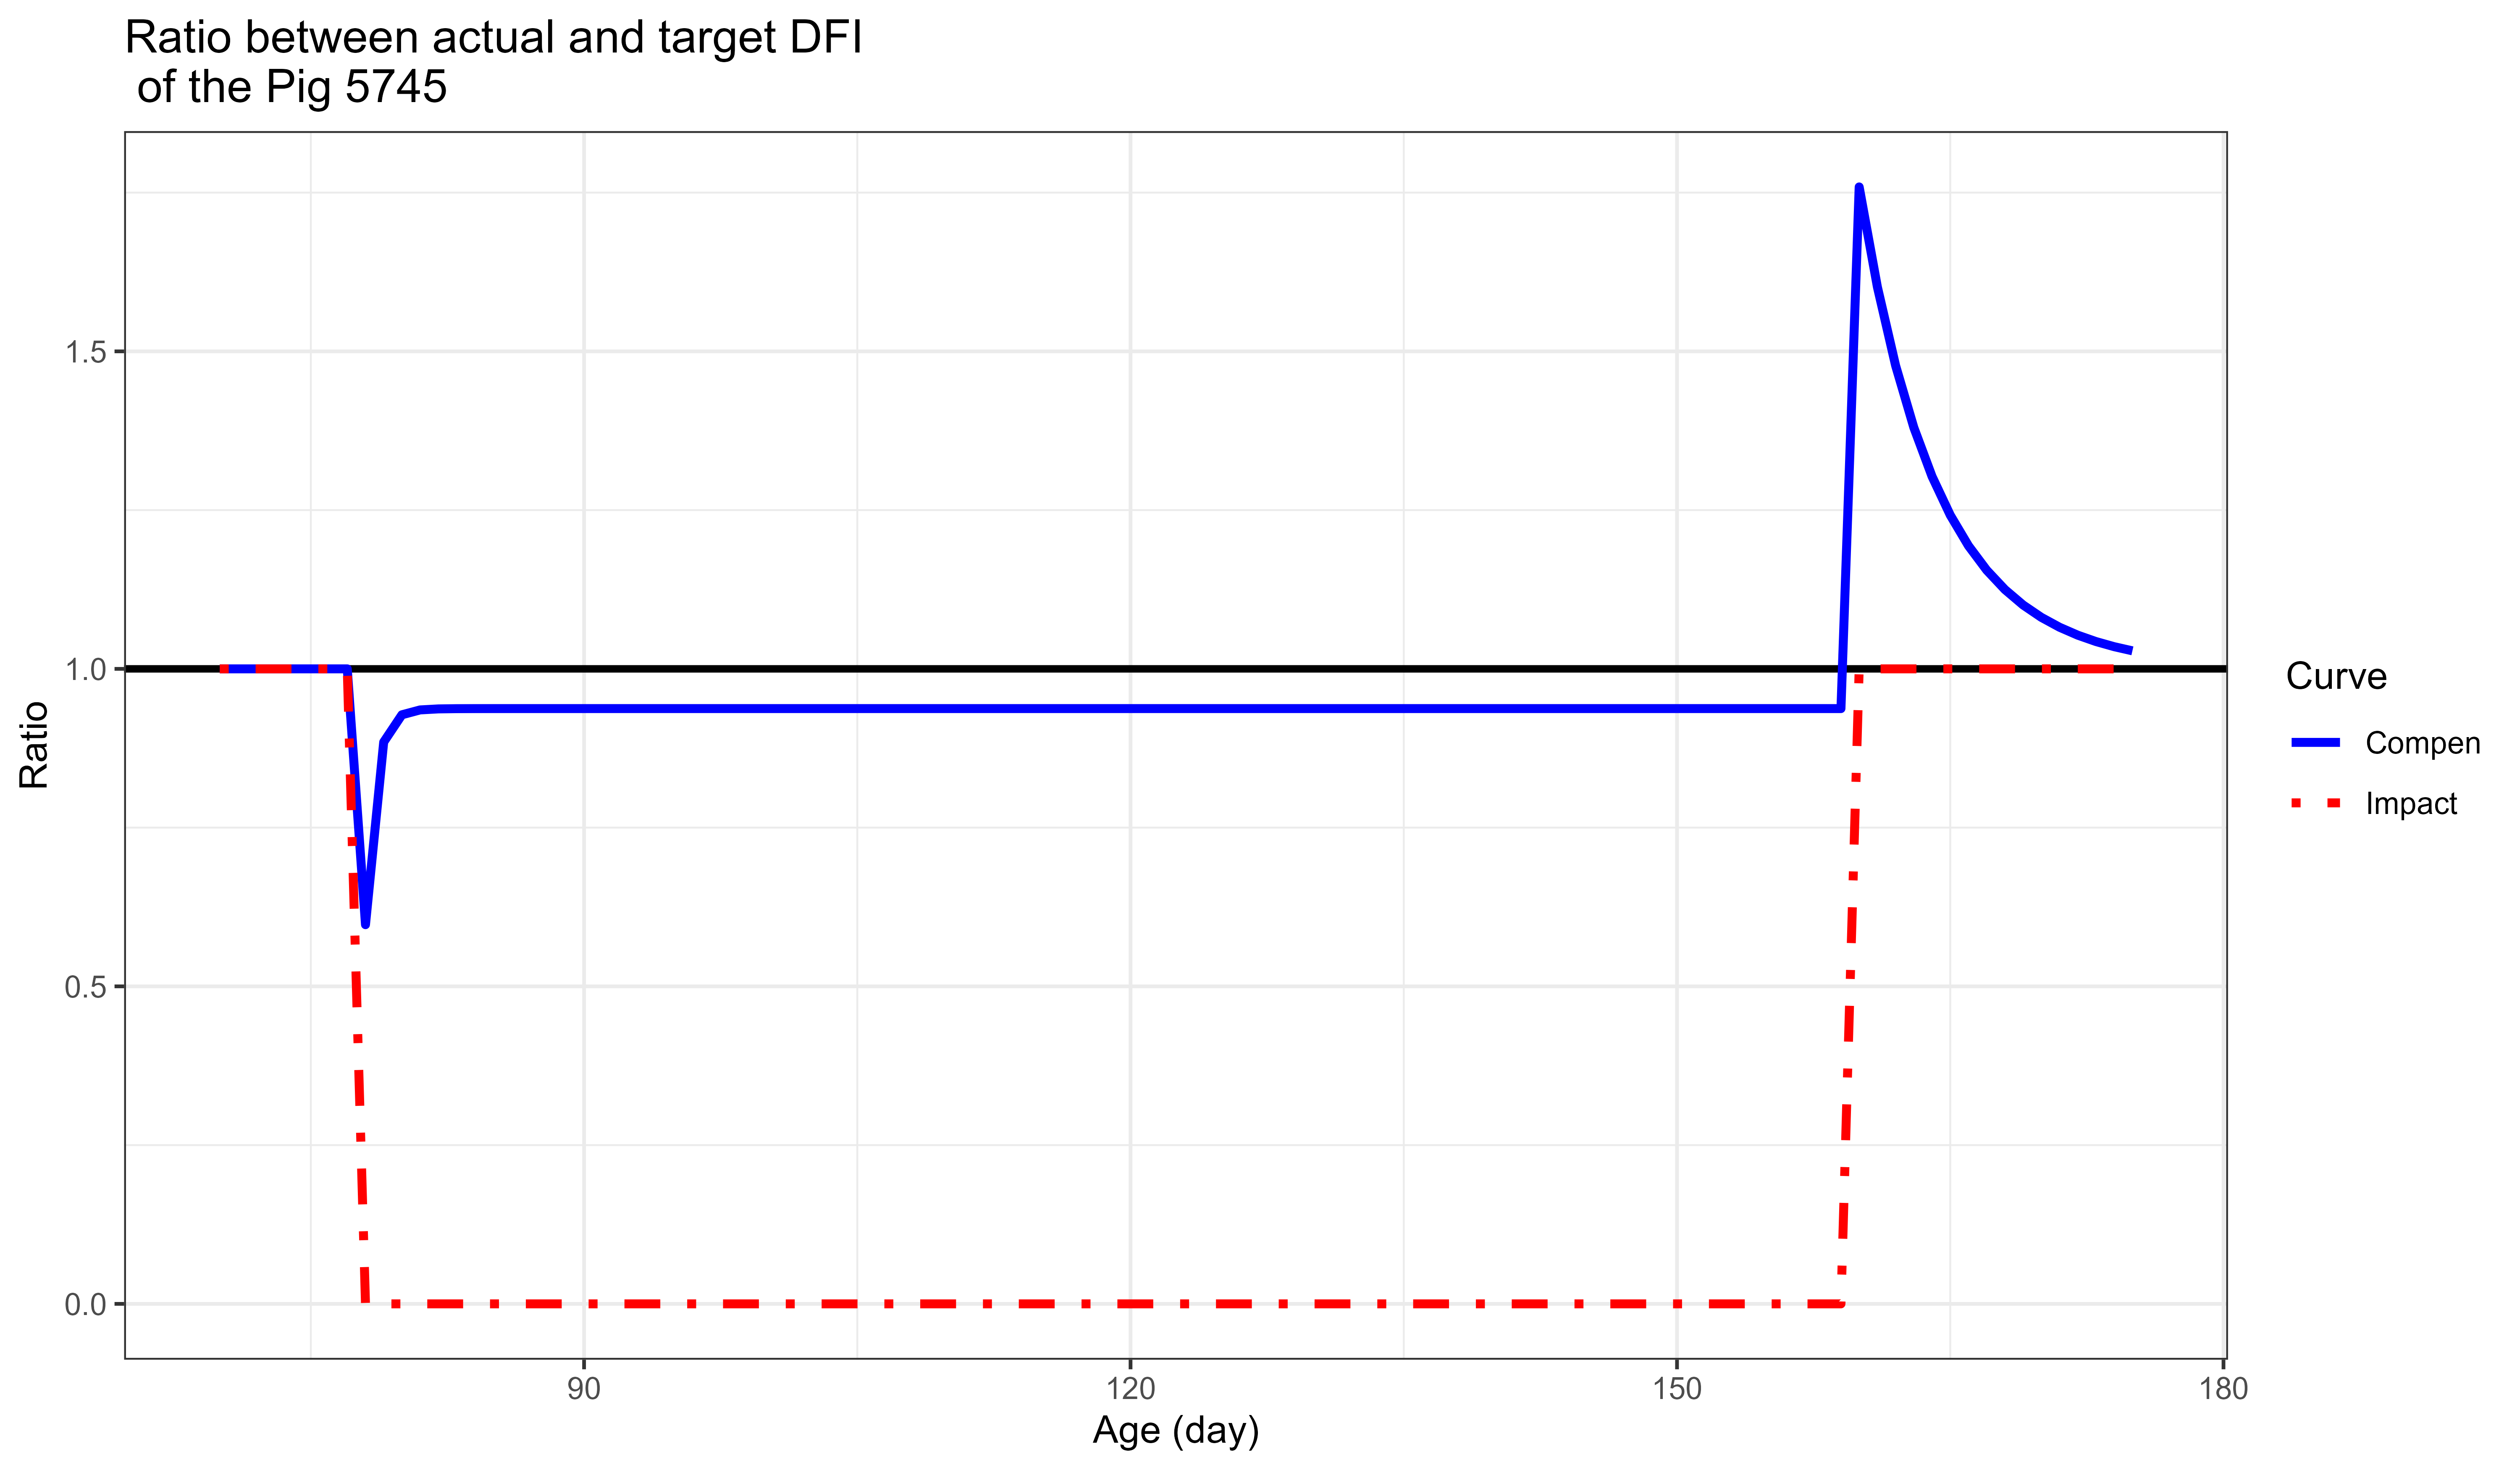 Ratio between actual and target DFI
of the Pig 5745
1.5
1.0
0.5
0.0
Ratio
90
120
150
180
Age (day)
Curve
Compen
Impact